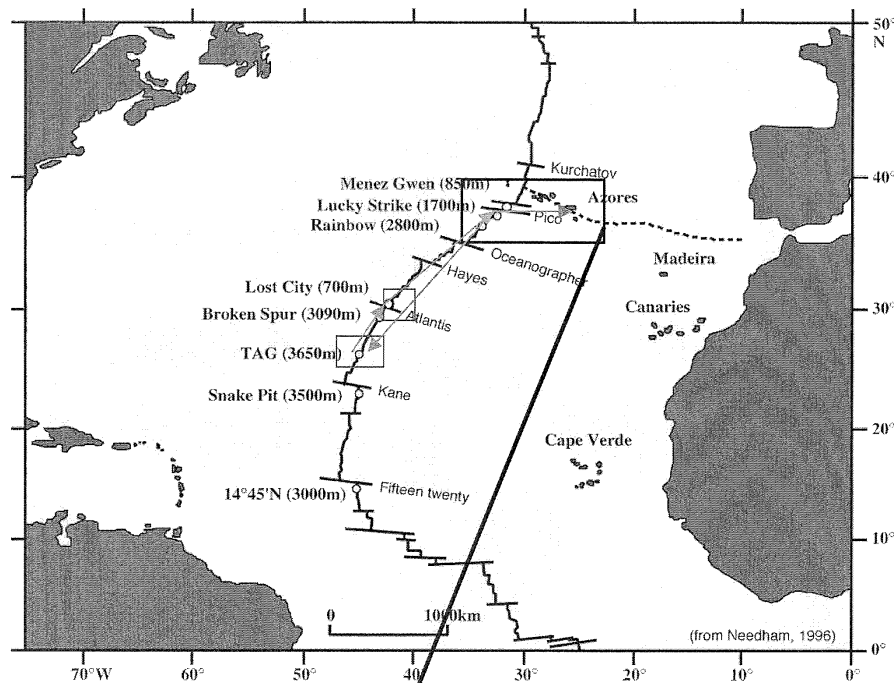 50°
N
Kurchatov
40°
Menez Gwen (850m)
Azores
Lucky Strike (1700m)
Pico
Rainbow (2800m)
Oceanographer
Madeira
Hayes
Lost City (700m)
30°
Canaries
Broken Spur (3090m)
Atlantis
TAG (3650m)
Snake Pit (3500m)
Kane
20°
Cape Verde
14°45'N (3000m)
Fifteen twenty
10°
0
1000km
(from Needham, 1996)
0°
70°W
60°
50°
40°
30°
20°
10°
0°